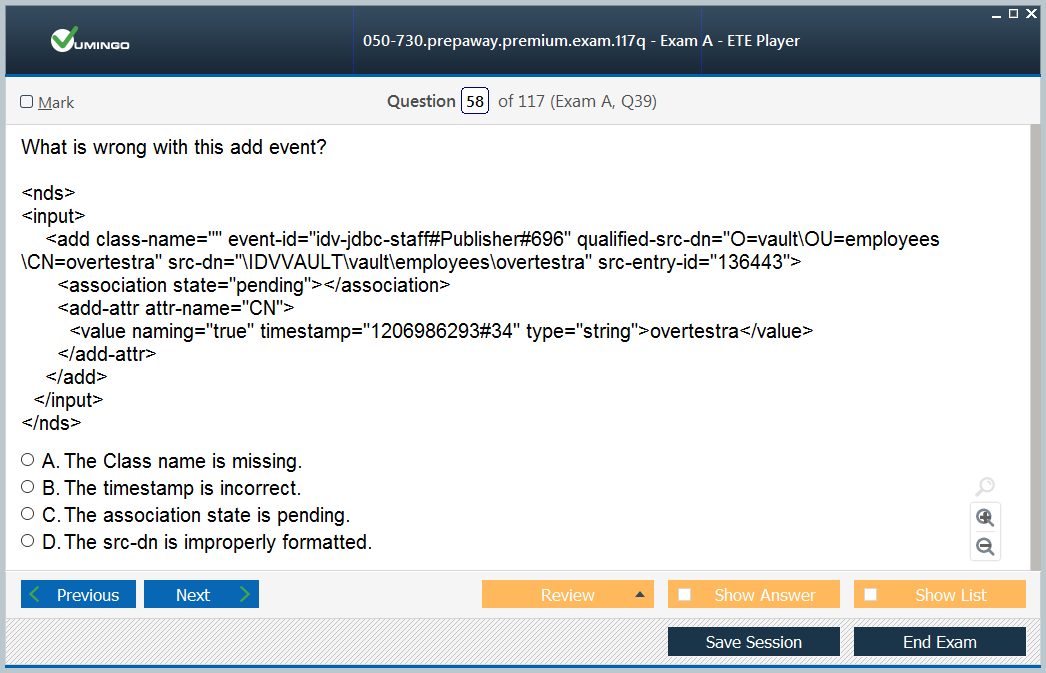 VUMINGO
050-730.prepaway.premium.exam.117q - Exam A - ETE Player
Mark
Question 58 of 117 (Exam A, Q39)
What is wrong with this add event?
<nds>
<input>
<add class-name="" event-id="idv-jdbc-staff#Publisher#696" qualified-src-dn="O=vault\OU=employees
\CN=overtestra" src-dn="\IDVVAULT\vault\employees\overtestra" src-entry-id="136443">
<association state="pending"></association>
<add-attr attr-name="CN">
<value naming="true" timestamp="1206986293#34" type="string">overtestra</value>
</add-attr>
</add>
</input>
</nds>
A. The Class name is missing.
B. The timestamp is incorrect.
C. The association state is pending.
D. The src-dn is improperly formatted.
Previous
Next
Review
Show Answer
Show List
Save Session
End Exam